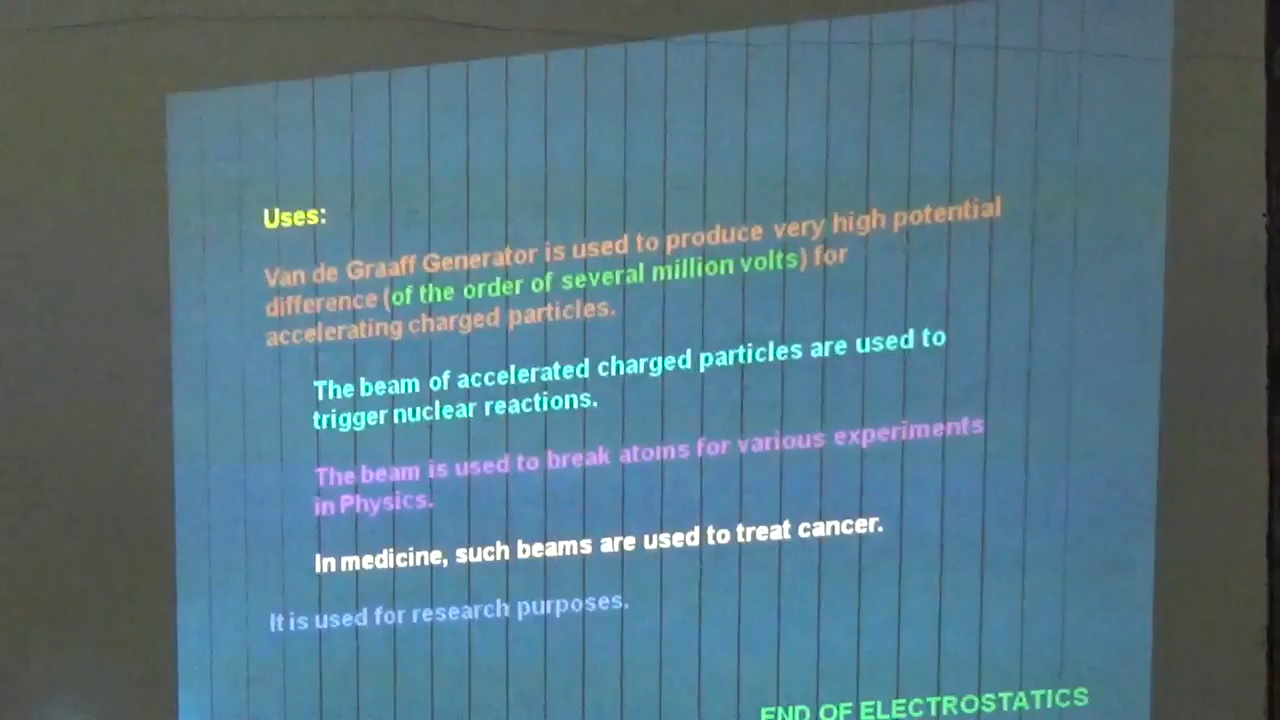 Uses:
Van de Graaff Generator is used to produce very high potential
difference (of the order of several million volts) for
accelerating charged particles.
The beam of accelerated charged particles are used to
trigger nuclear reactions.
The beam is used to break atoms for various experiments
in Physics.
In medicine, such beams are used to treat cancer.
It is used for research purposes.
END OF ELECTROSTATICS